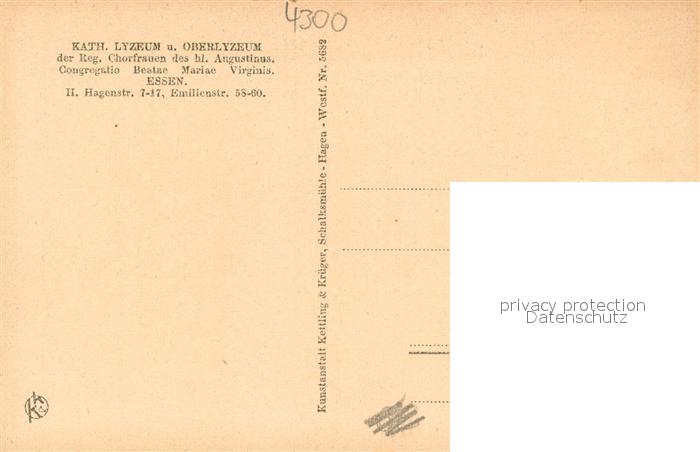 4300
KATH. LYZEUM u. OBERLYZEUM
der Reg. Chorfrauen des hl. Augustinus.
Congregatio Beatae Mariae Virginis.
ESSEN.
II. Hagenstr. 7-17, Emilienstr. 58-60.
Kunstanstalt Kettling & Krüger, Schalksmühle - Hagen - Westf. Nr. 5682
privacy protection
Datenschutz